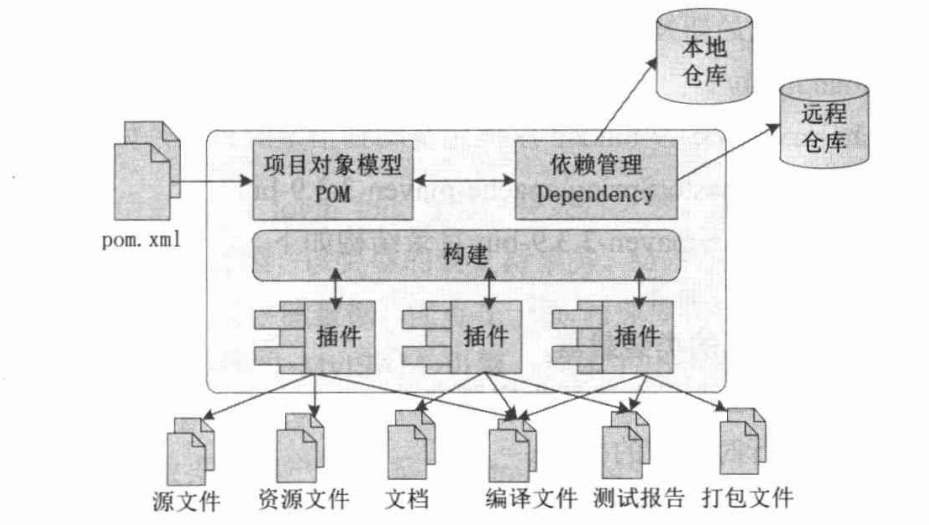 本地
仓库
远程
仓库
项目对象模型
POM
依赖管理
Dependency
pom.xml
构建
插件
插件
插件
源文件
资源文件
文档
编译文件
测试报告
打包文件